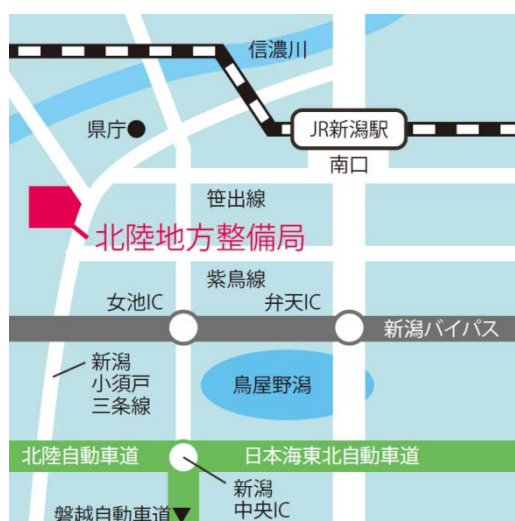 信濃川
県庁
JR新潟駅
南口
笹出線
北陸地方整備局
紫鳥線
女池IC
弁天IC
新潟バイパス
新潟
小須戸
三条線
鳥屋野潟
北陸自動車道
日本海東北自動車道
新潟
中央IC
磐越自動車道▼